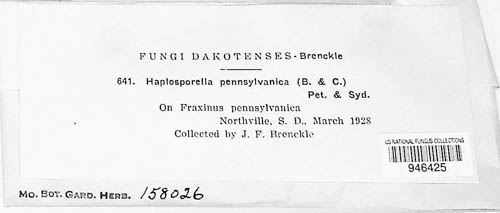 FUNGI DAKOTENSES - Brenckle
641. Haplosporella pennsylvanica (B. & C.)
Pet. & Syd.
On Fraxinus pennsylvanica
Northville, S. D., March 1928
Collected by J. F. Brenckle
US NATIONAL FUNGUS COLLECTIONS
946425
MO. BOT. GARD. HERB. 158026